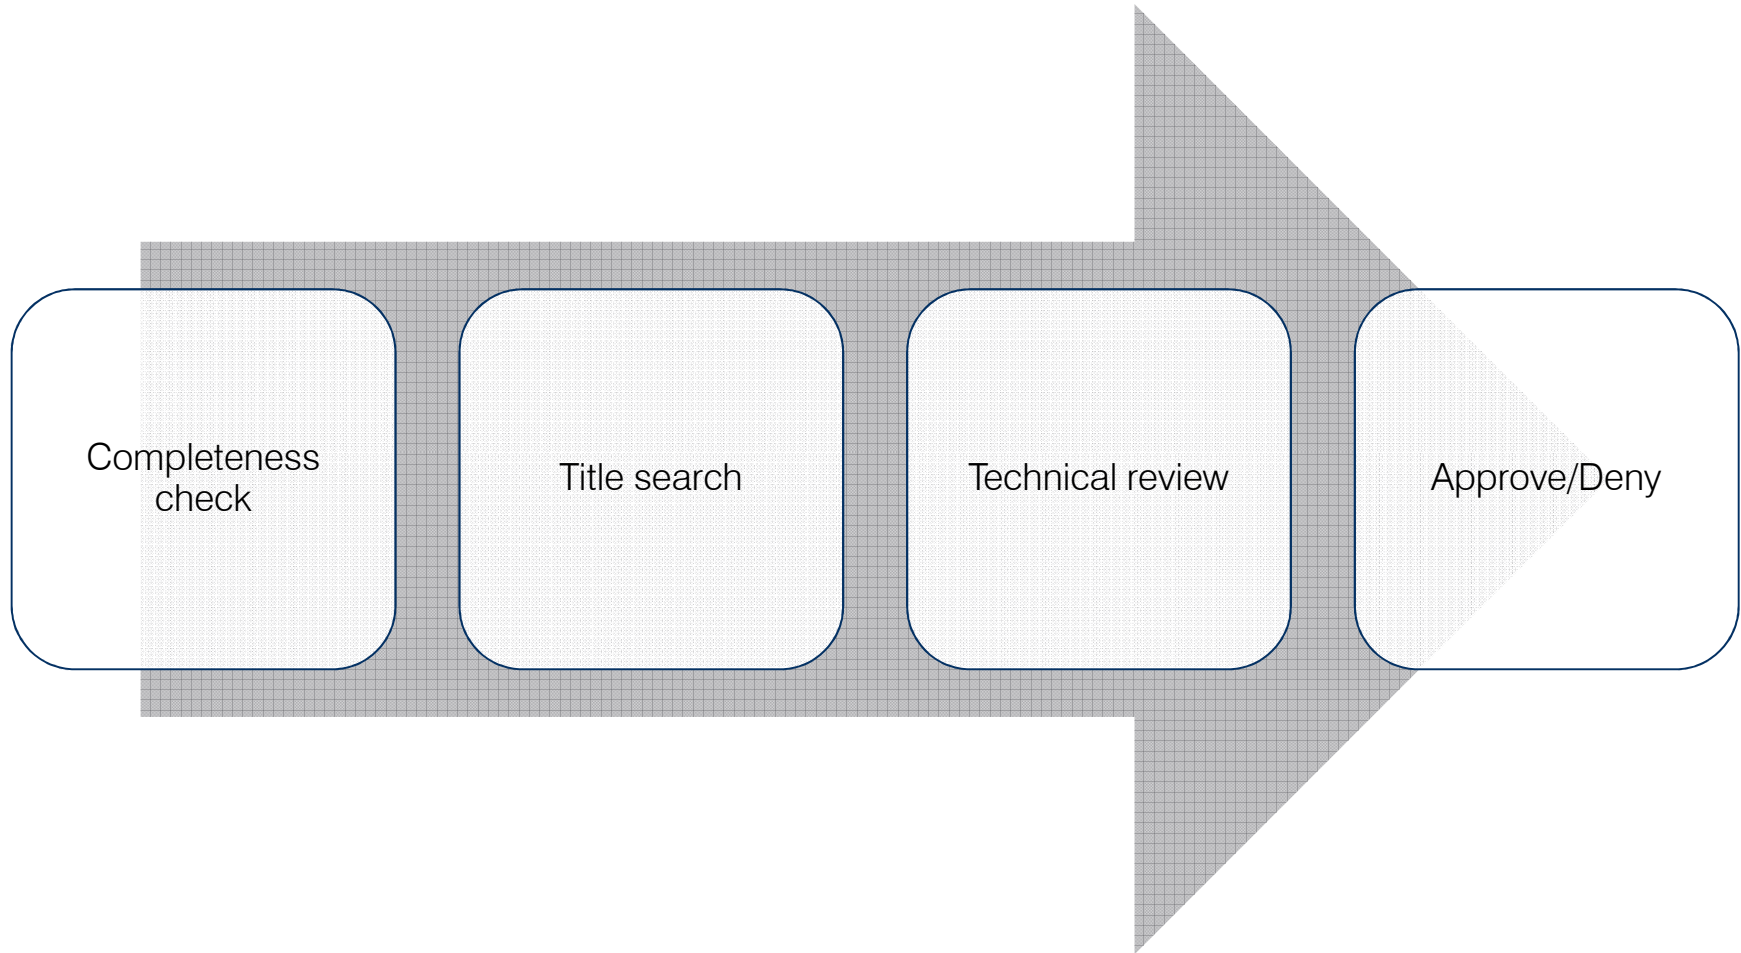 Completeness
check
Title search
Technical review
Approve/Deny